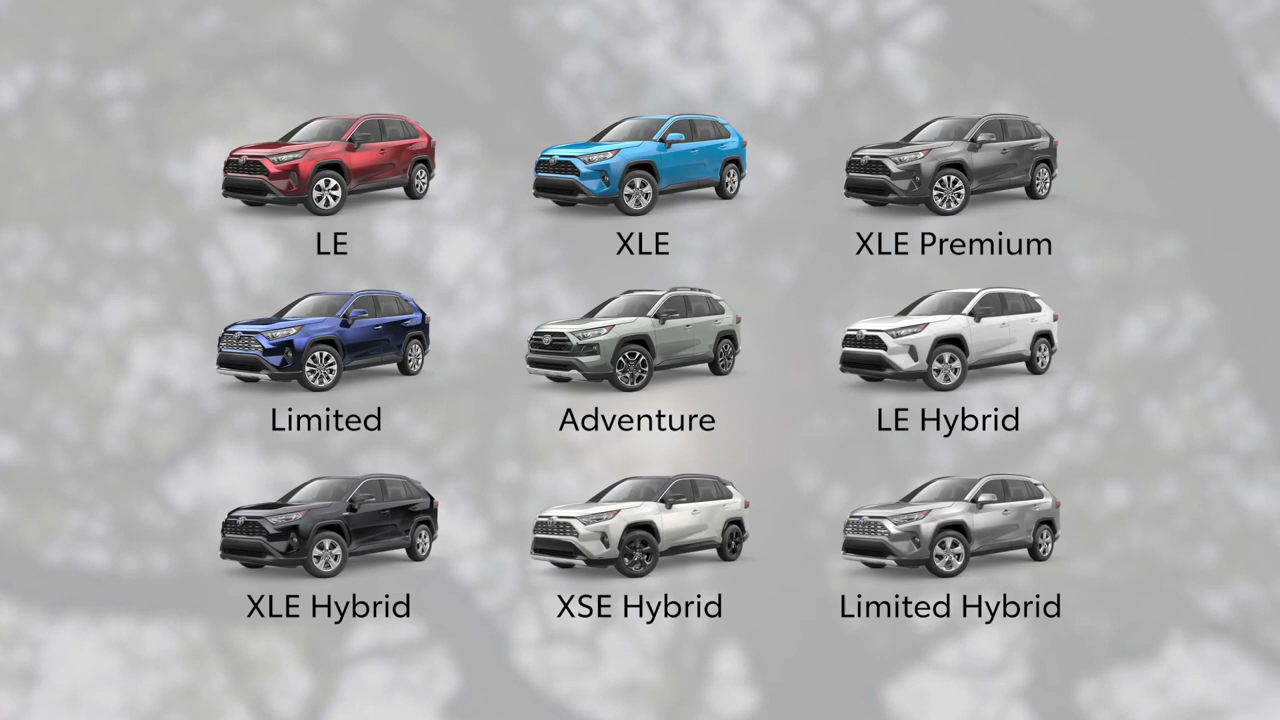 LE
XLE
XLE Premium
Limited
Adventure
LE Hybrid
XLE Hybrid
XSE Hybrid
Limited Hybrid